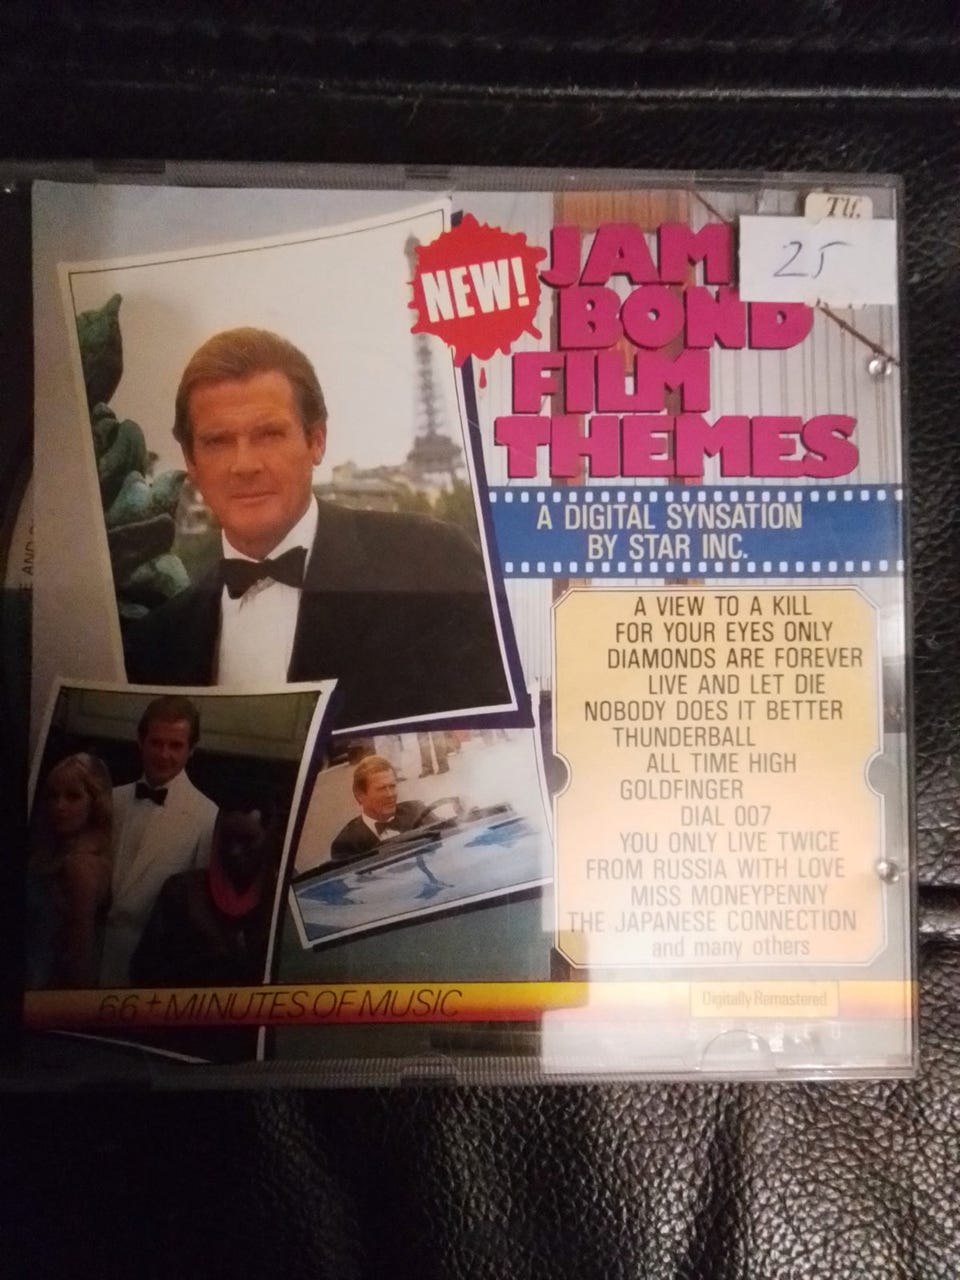 NEW!
JAM
BOND
FILM
THEMES
Tlf.
25
A DIGITAL SYNSATION
BY STAR INC.
A VIEW TO A KILL
FOR YOUR EYES ONLY
DIAMONDS ARE FOREVER
LIVE AND LET DIE
NOBODY DOES IT BETTER
THUNDERBALL
ALL TIME HIGH
GOLDFINGER
DIAL 007
YOU ONLY LIVE TWICE
FROM RUSSIA WITH LOVE
MISS MONEYPENNY
THE JAPANESE CONNECTION
and many others
66+ MINUTES OF MUSIC
Digitally Remastered